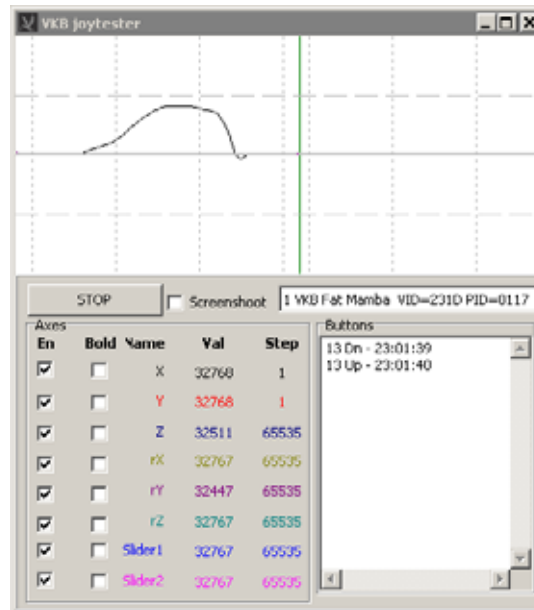 VKB joytester
STOP
Screenshoot
1 VKB Fat Mamba VID=231D PID=0117
Axes
En Bold Name Val Step
X 32768 1
Y 32768 1
Z 32511 65535
rX 32767 65535
rY 32447 65535
rZ 32767 65535
Slider1 32767 65535
Slider2 32767 65535
Buttons
13 Dn - 23:01:39
13 Up - 23:01:40